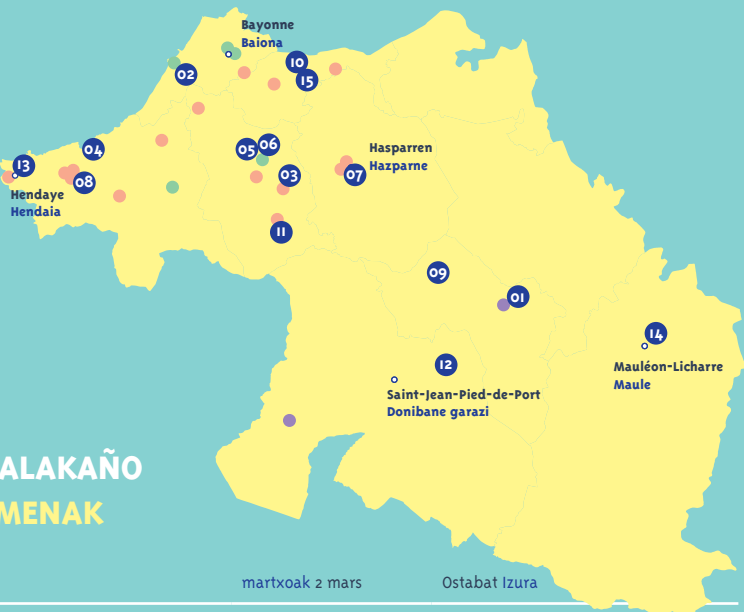 Bayonne
Baiona
10
02
15
04
05
06
Hasparren
Hazparne
13
03
07
08
Hendaye
Hendaia
11
09
01
14
12
Mauléon-Licharre
Maule
Saint-Jean-Pied-de-Port
Donibane garazi
ALAKAÑO
MENAK
martxoak 2 mars
Ostabat Izura